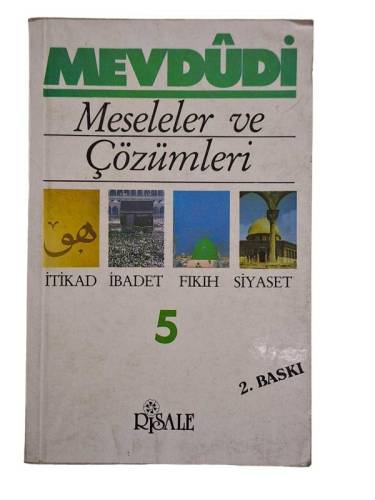 MEVDÛDİ
Meseleler ve
Çözümleri
هو
İTİKAD İBADET FIKIH SİYASET
5
2. BASKI
RİSALE